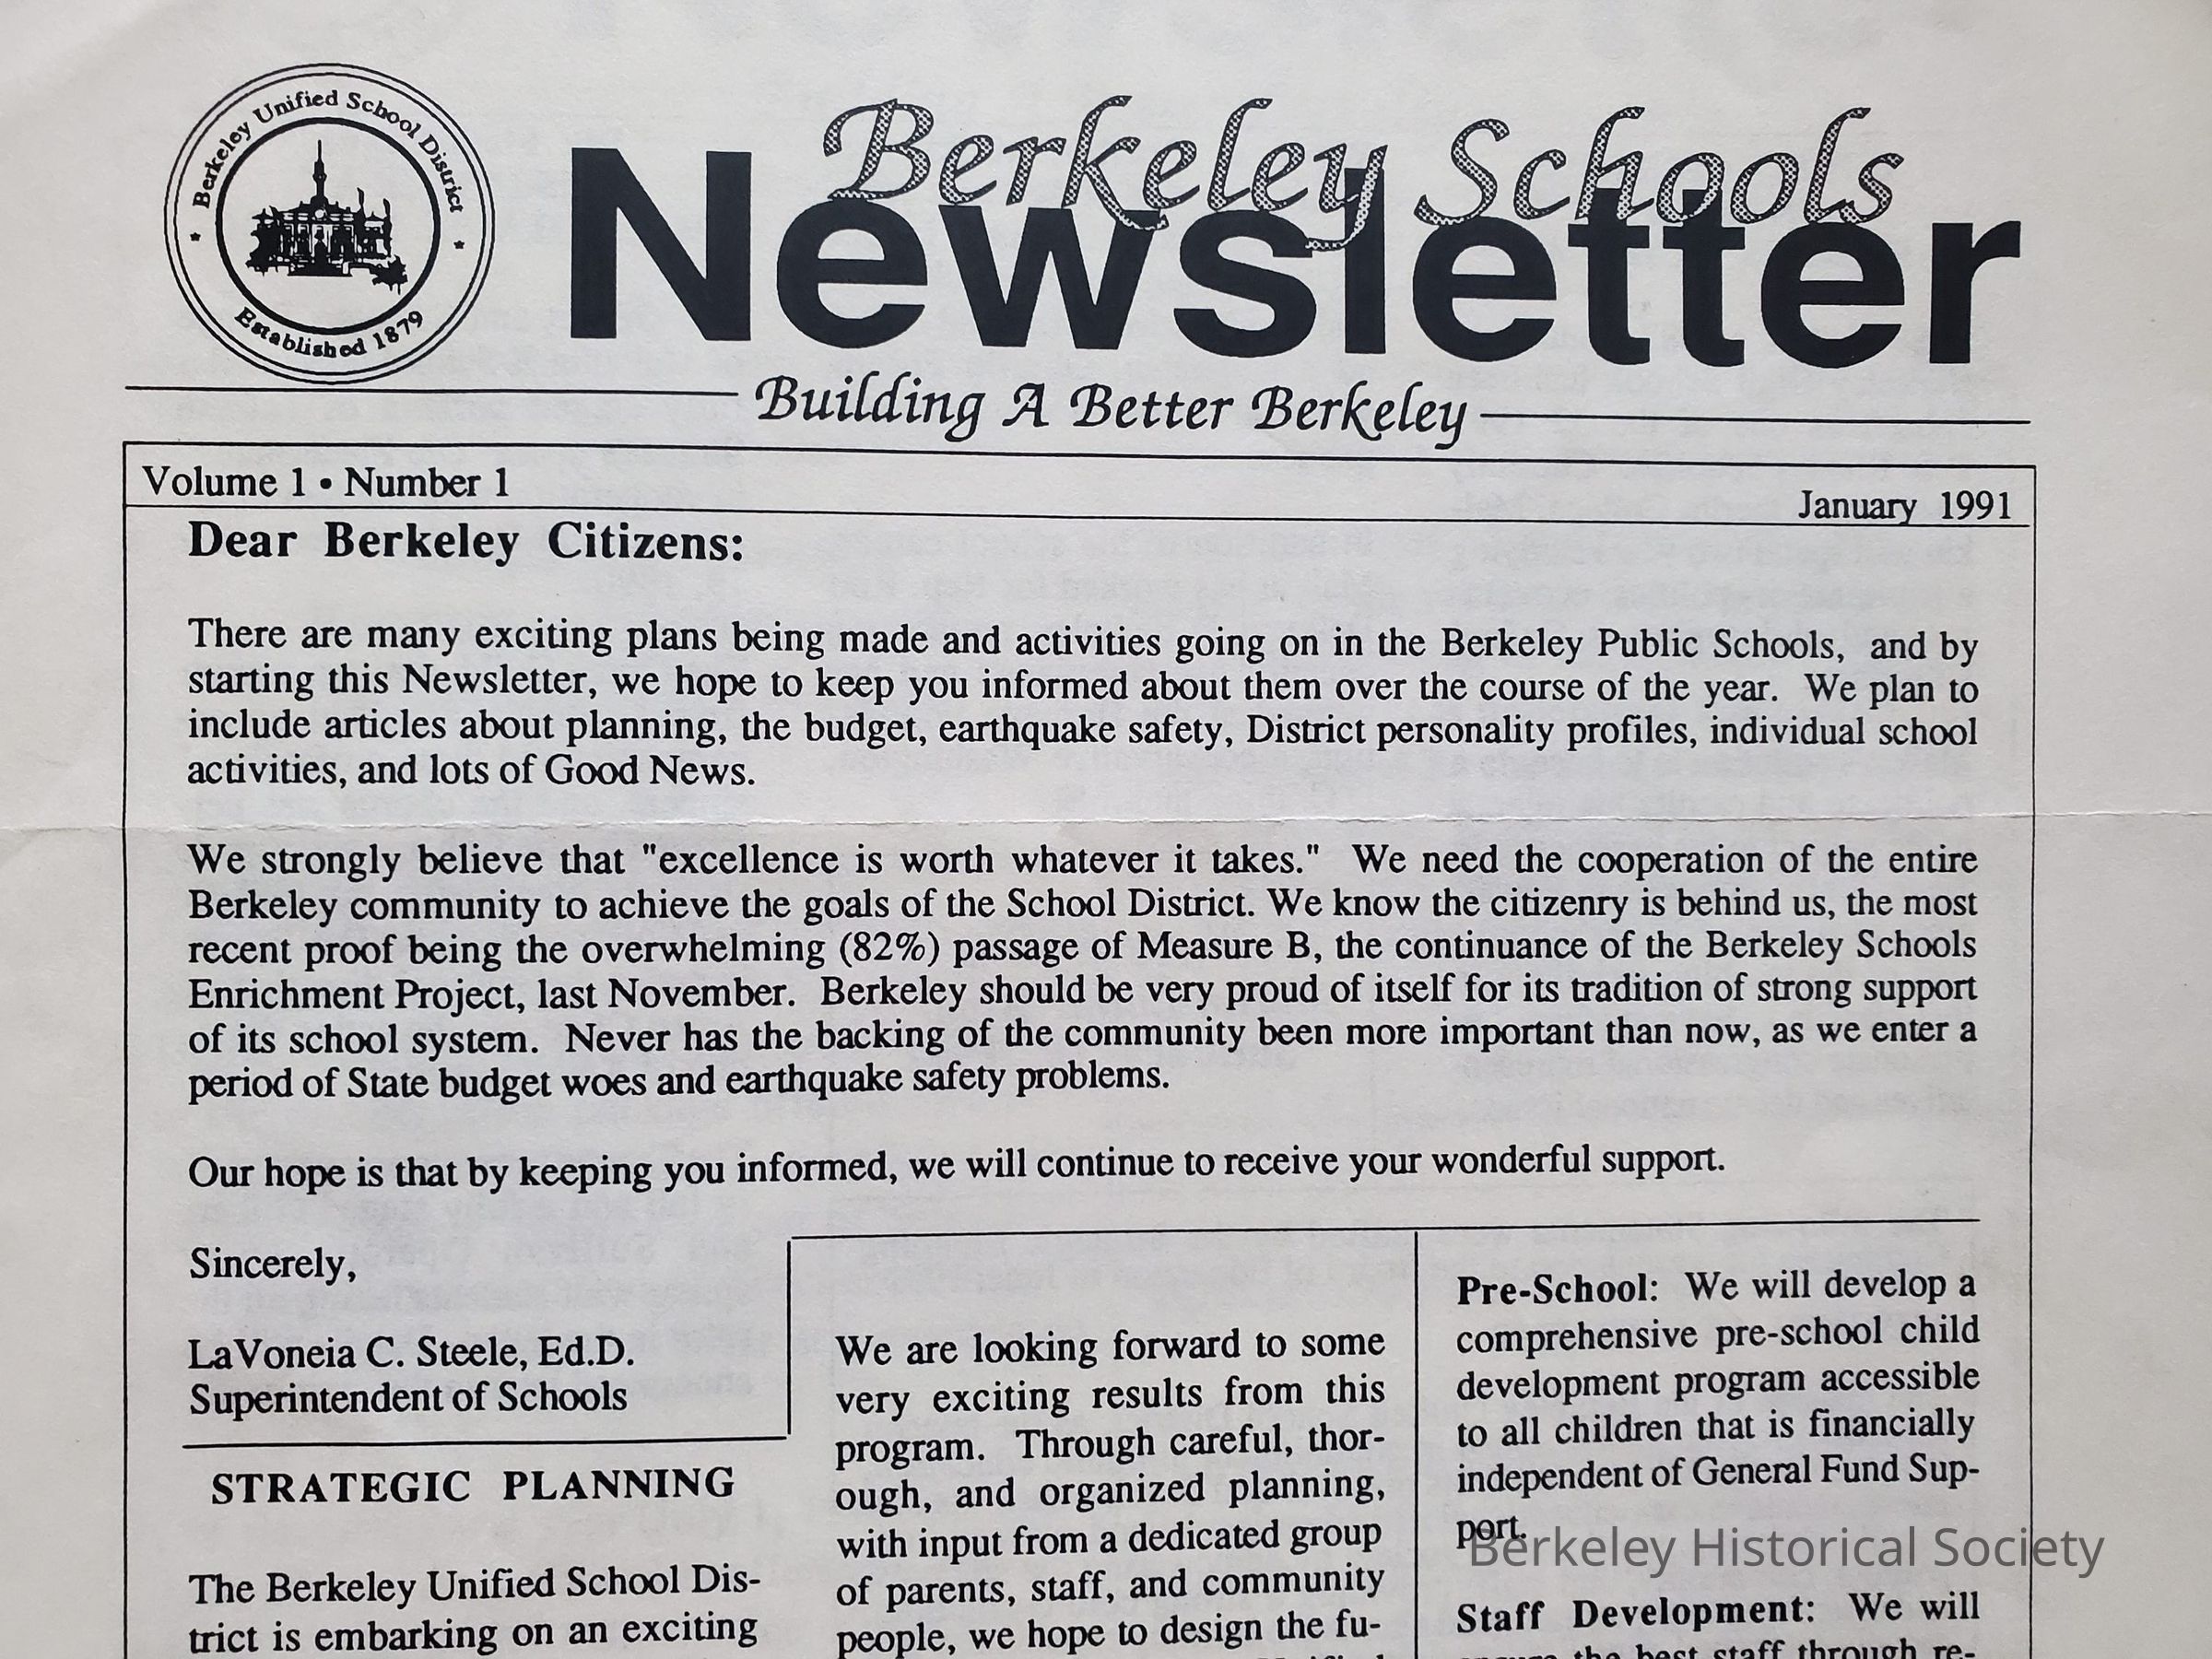 Berkeley Unified School District
Established 1879
Berkeley Schools
Newsletter
Building A Better Berkeley
Volume 1 • Number 1
January 1991
Dear Berkeley Citizens:
There are many exciting plans being made and activities going on in the Berkeley Public Schools, and by
starting this Newsletter, we hope to keep you informed about them over the course of the year. We plan to
include articles about planning, the budget, earthquake safety, District personality profiles, individual school
activities, and lots of Good News.
We strongly believe that "excellence is worth whatever it takes." We need the cooperation of the entire
Berkeley community to achieve the goals of the School District. We know the citizenry is behind us, the most
recent proof being the overwhelming (82%) passage of Measure B, the continuance of the Berkeley Schools
Enrichment Project, last November. Berkeley should be very proud of itself for its tradition of strong support
of its school system. Never has the backing of the community been more important than now, as we enter a
period of State budget woes and earthquake safety problems.
Our hope is that by keeping you informed, we will continue to receive your wonderful support.
Sincerely,
LaVoneia C. Steele, Ed.D.
Superintendent of Schools
STRATEGIC PLANNING
The Berkeley Unified School Dis-
trict is embarking on an exciting
We are looking forward to some
very exciting results from this
program. Through careful, thor-
ough, and organized planning,
with input from a dedicated group
of parents, staff, and community
people, we hope to design the fu-
Pre-School: We will develop a
comprehensive pre-school child
development program accessible
to all children that is financially
independent of General Fund Sup-
port.
Staff Development: We will
the best staff through re-
Berkeley Historical Society